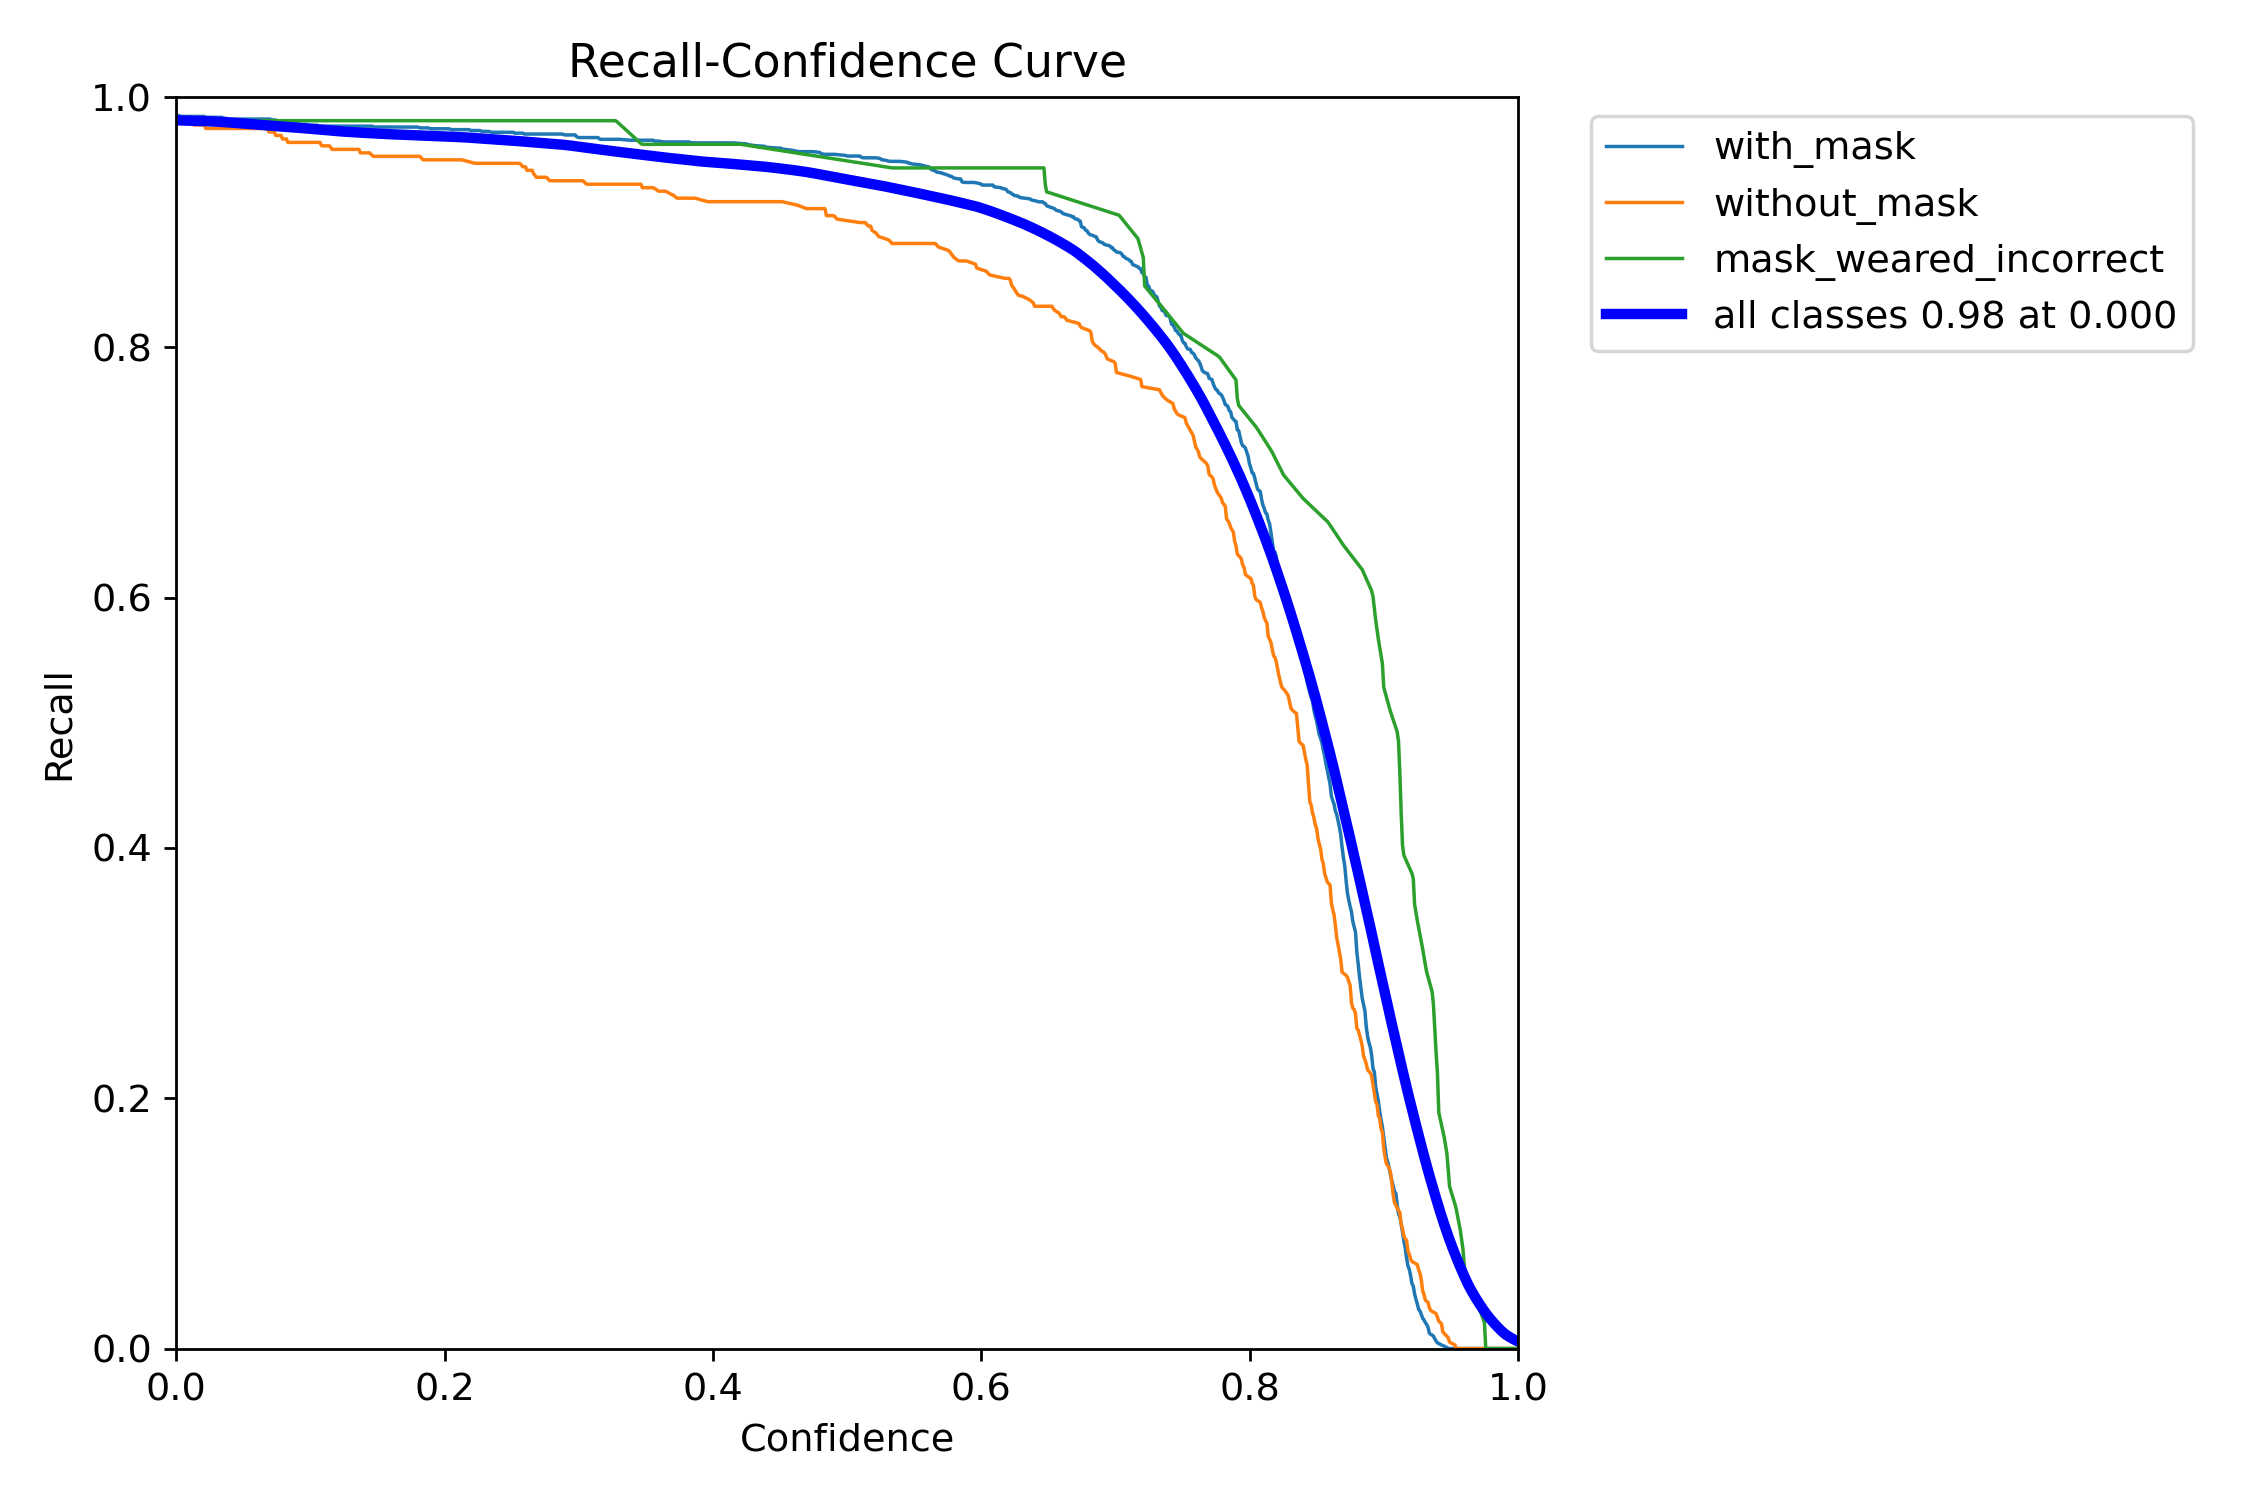 Recall-Confidence Curve
1.0
0.8
0.6
0.4
0.2
0.0
Recall
0.0 0.2 0.4 0.6 0.8 1.0
Confidence
with_mask
without_mask
mask_weared_incorrect
all classes 0.98 at 0.000